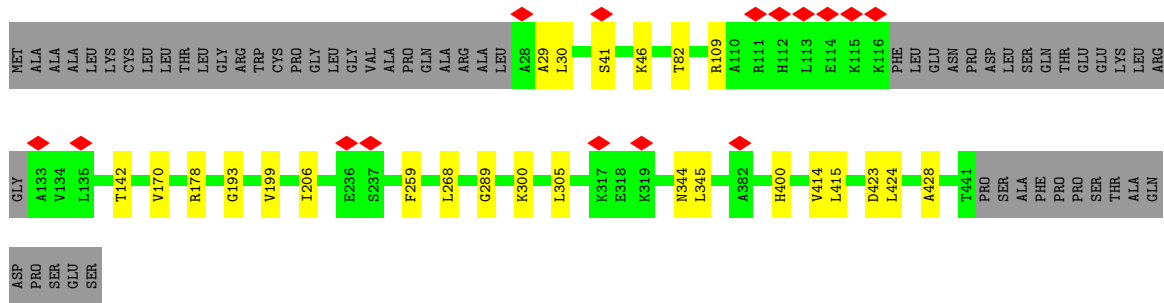 MET ALA ALA ALA LEU LYS CYS LEU LEU THR LEU GLY ARG TRP CYS PRO GLY LEU GLY VAL ALA PRO GLN ALA ARG ALA LEU A28 A29 L30 S41 K46 T82 R109 A110 R111 H112 L113 E114 K115 K116 PHE LEU GLU ASN PRO ASP LEU SER GLN THR GLU GLU LYS LEU ARG
GLY A133 V134 L135 T142 V170 R178 G193 V199 I206 E236 S237 F259 L268 G289 K300 L305 K317 E318 K319 N344 L345 A382 H400 V414 L415 D423 L424 A428 T441 PRO SER ALA PHE PRO PRO SER THR ALA GLN
ASP PRO SER GLU SER